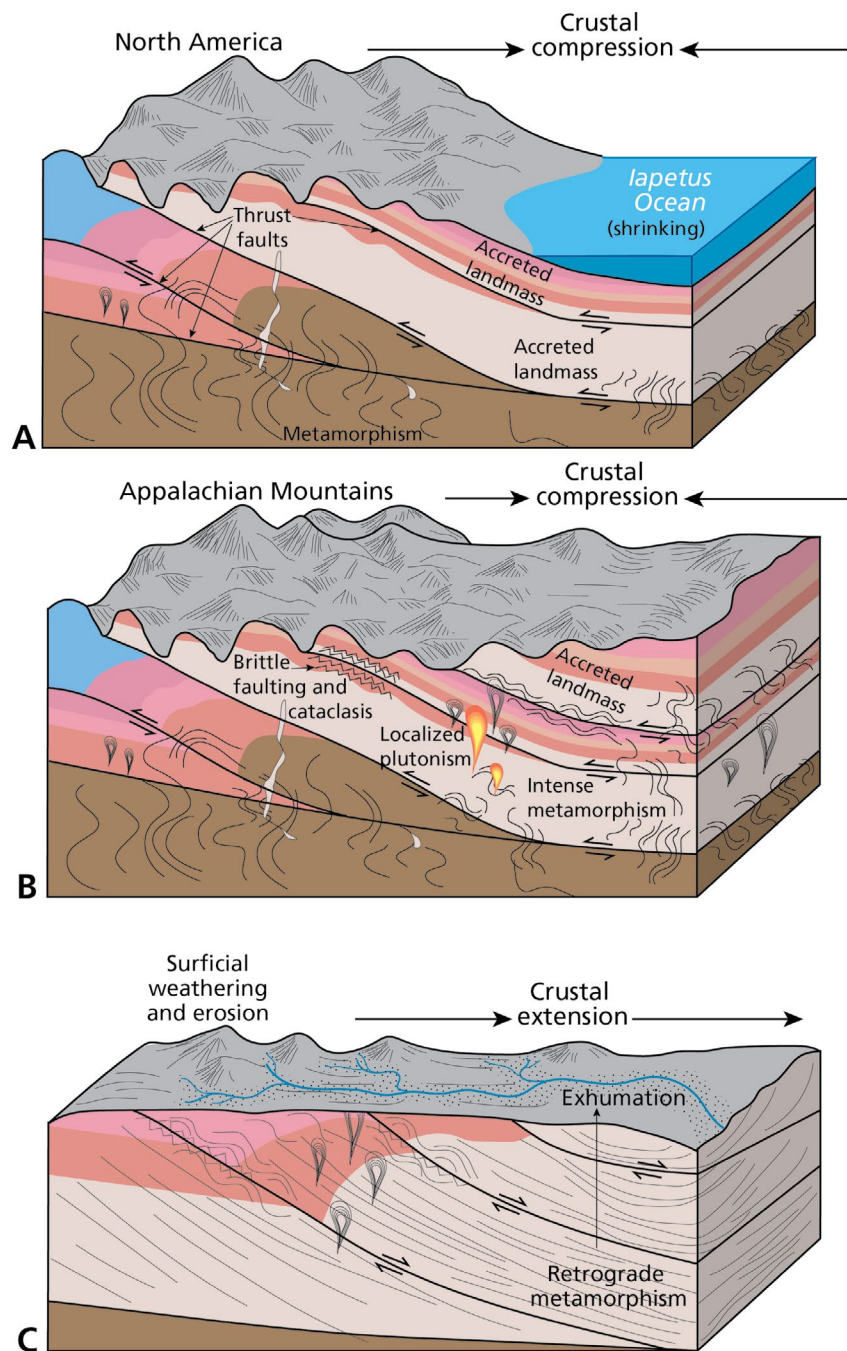 North America
Crustal
compression
Iapetus
Ocean
(shrinking)
Thrust
faults
Accreted
landmass
Accreted
landmass
Metamorphism
A
Appalachian Mountains
Crustal
compression
Brittle
faulting and
cataclasis
Accreted
landmass
Localized
plutonism
Intense
metamorphism
B
Surficial
weathering
and erosion
Crustal
extension
Exhumation
Retrograde
metamorphism
C